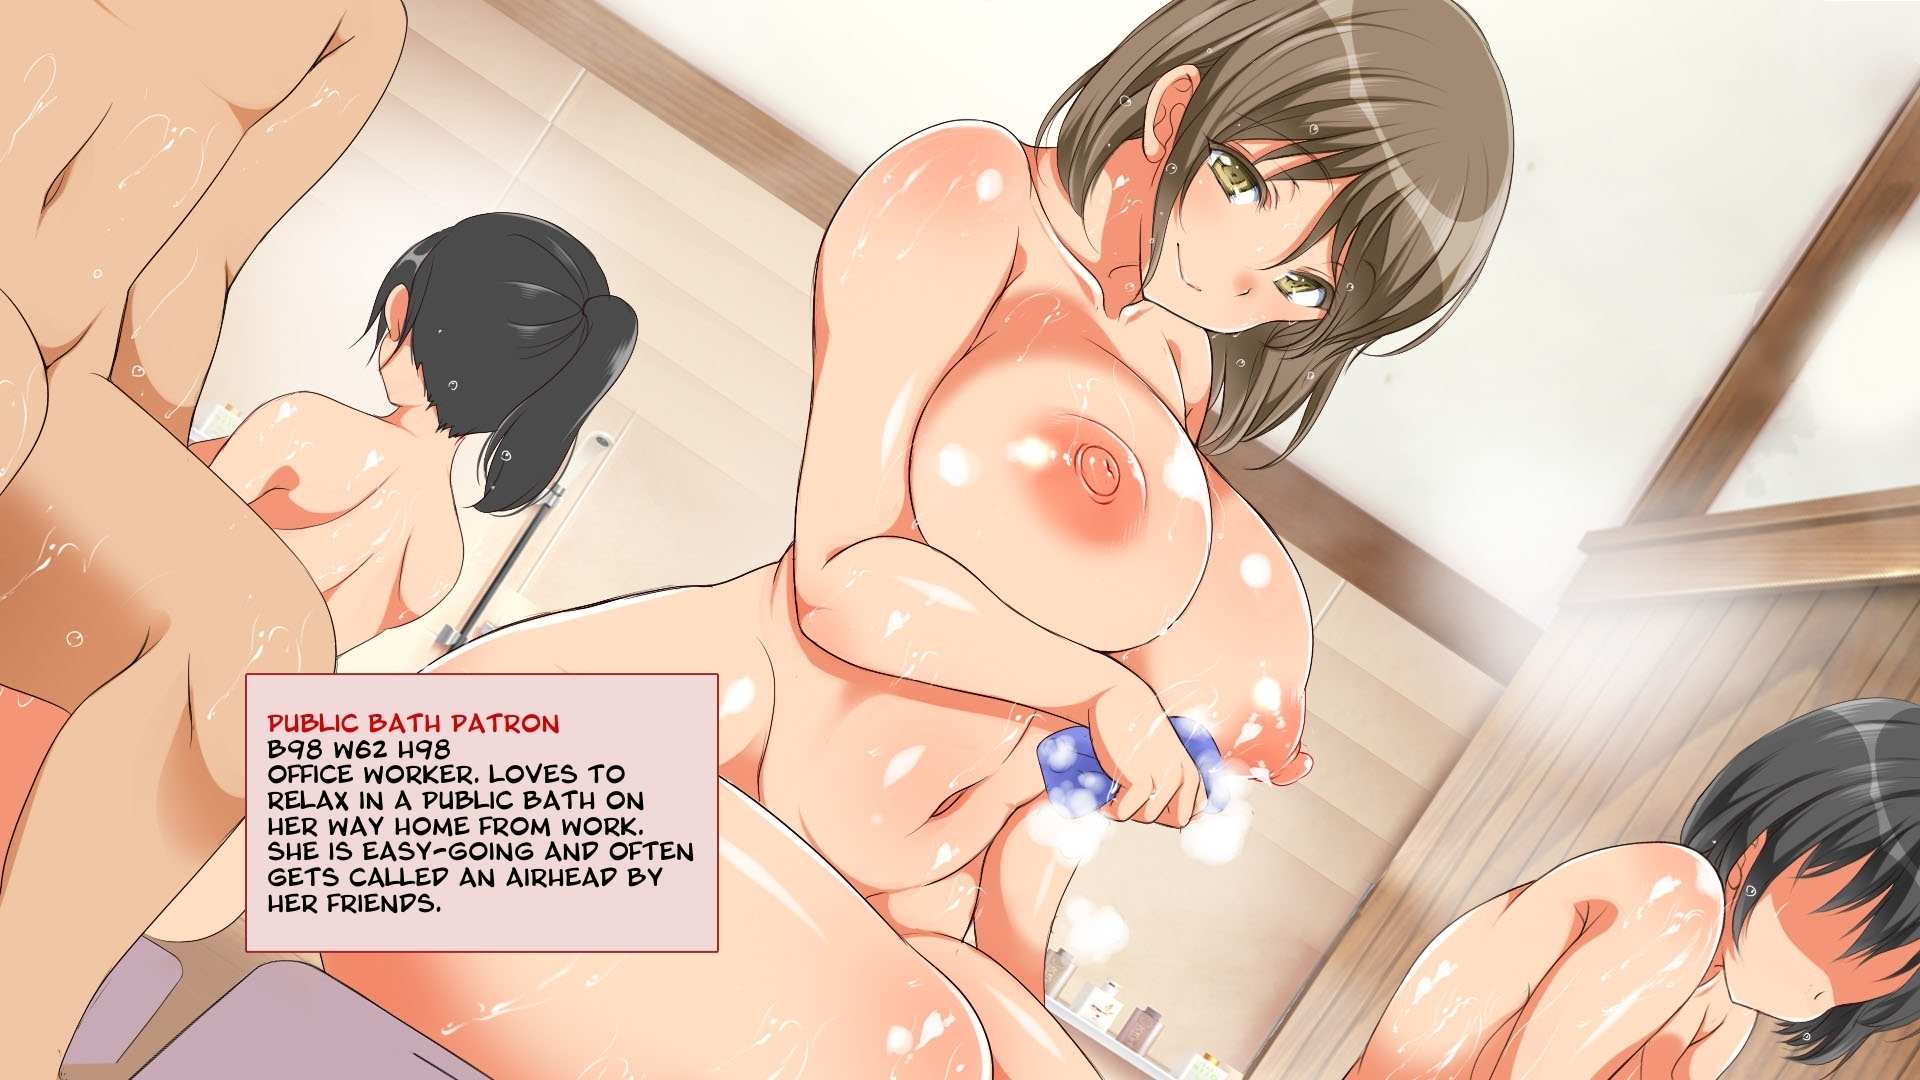 PUBLIC BATH PATRON
B98 W62 H98
OFFICE WORKER. LOVES TO
RELAX IN A PUBLIC BATH ON
HER WAY HOME FROM WORK.
SHE IS EASY-GOING AND OFTEN
GETS CALLED AN AIRHEAD BY
HER FRIENDS.